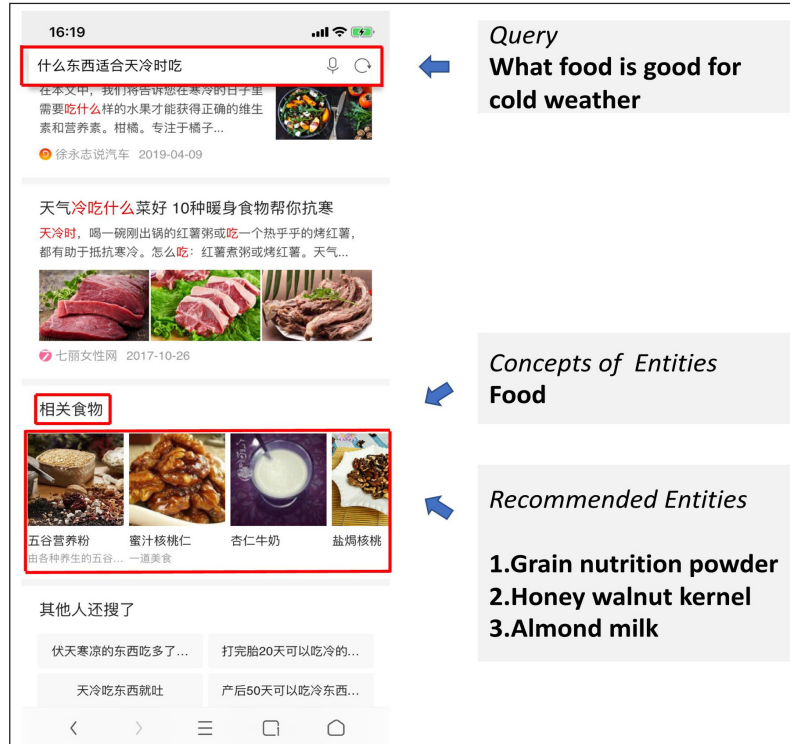 16:19
什么东西适合天冷时吃
在本文中，我们将告诉您在寒冷的日子里
需要吃什么样的水果才能获得正确的维生
素和营养素。柑橘。专注于橘子...
徐永志说汽车 2019-04-09
天气冷吃什么菜好 10种暖身食物帮你抗寒
天冷时，喝一碗刚出锅的红薯粥或吃一个热乎乎的烤红薯，
都有助于抵抗寒冷。怎么吃：红薯煮粥或烤红薯。天气...
七丽女性网 2017-10-26
相关食物
五谷营养粉 蜜汁核桃仁 杏仁牛奶 盐焗核桃
由各种养生的五谷... 一道美食
其他人还搜了
伏天寒凉的东西吃多了... 打完胎20天可以吃冷的...
天冷吃东西就吐 产后50天可以吃冷东西...
Query
What food is good for
cold weather
Concepts of Entities
Food
Recommended Entities
1.Grain nutrition powder
2.Honey walnut kernel
3.Almond milk